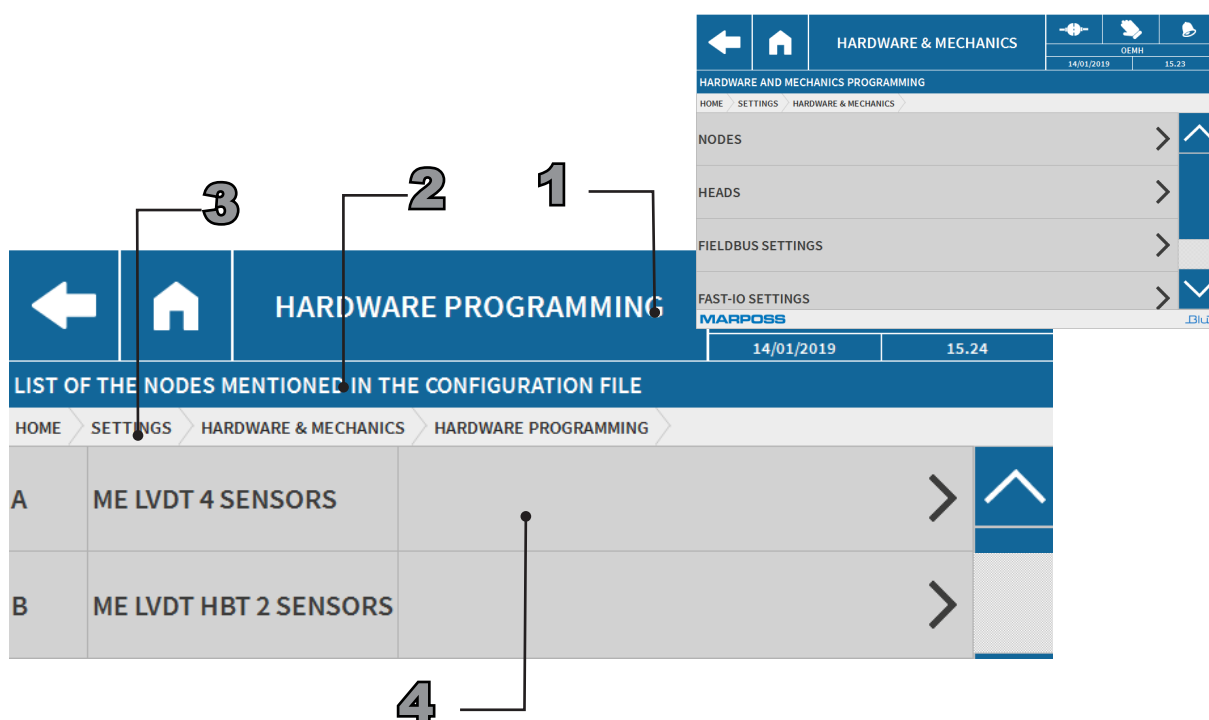 HARDWARE & MECHANICS
OEMH
14/01/2019 15.23
HARDWARE AND MECHANICS PROGRAMMING
HOME SETTINGS HARDWARE & MECHANICS
NODES
HEADS
FIELDBUS SETTINGS
FAST-IO SETTINGS
MARPOSS
1
2
3
HARDWARE PROGRAMMING
14/01/2019 15.24
LIST OF THE NODES MENTIONED IN THE CONFIGURATION FILE
HOME SETTINGS HARDWARE & MECHANICS HARDWARE PROGRAMMING
A ME LVDT 4 SENSORS
B ME LVDT HBT 2 SENSORS
4